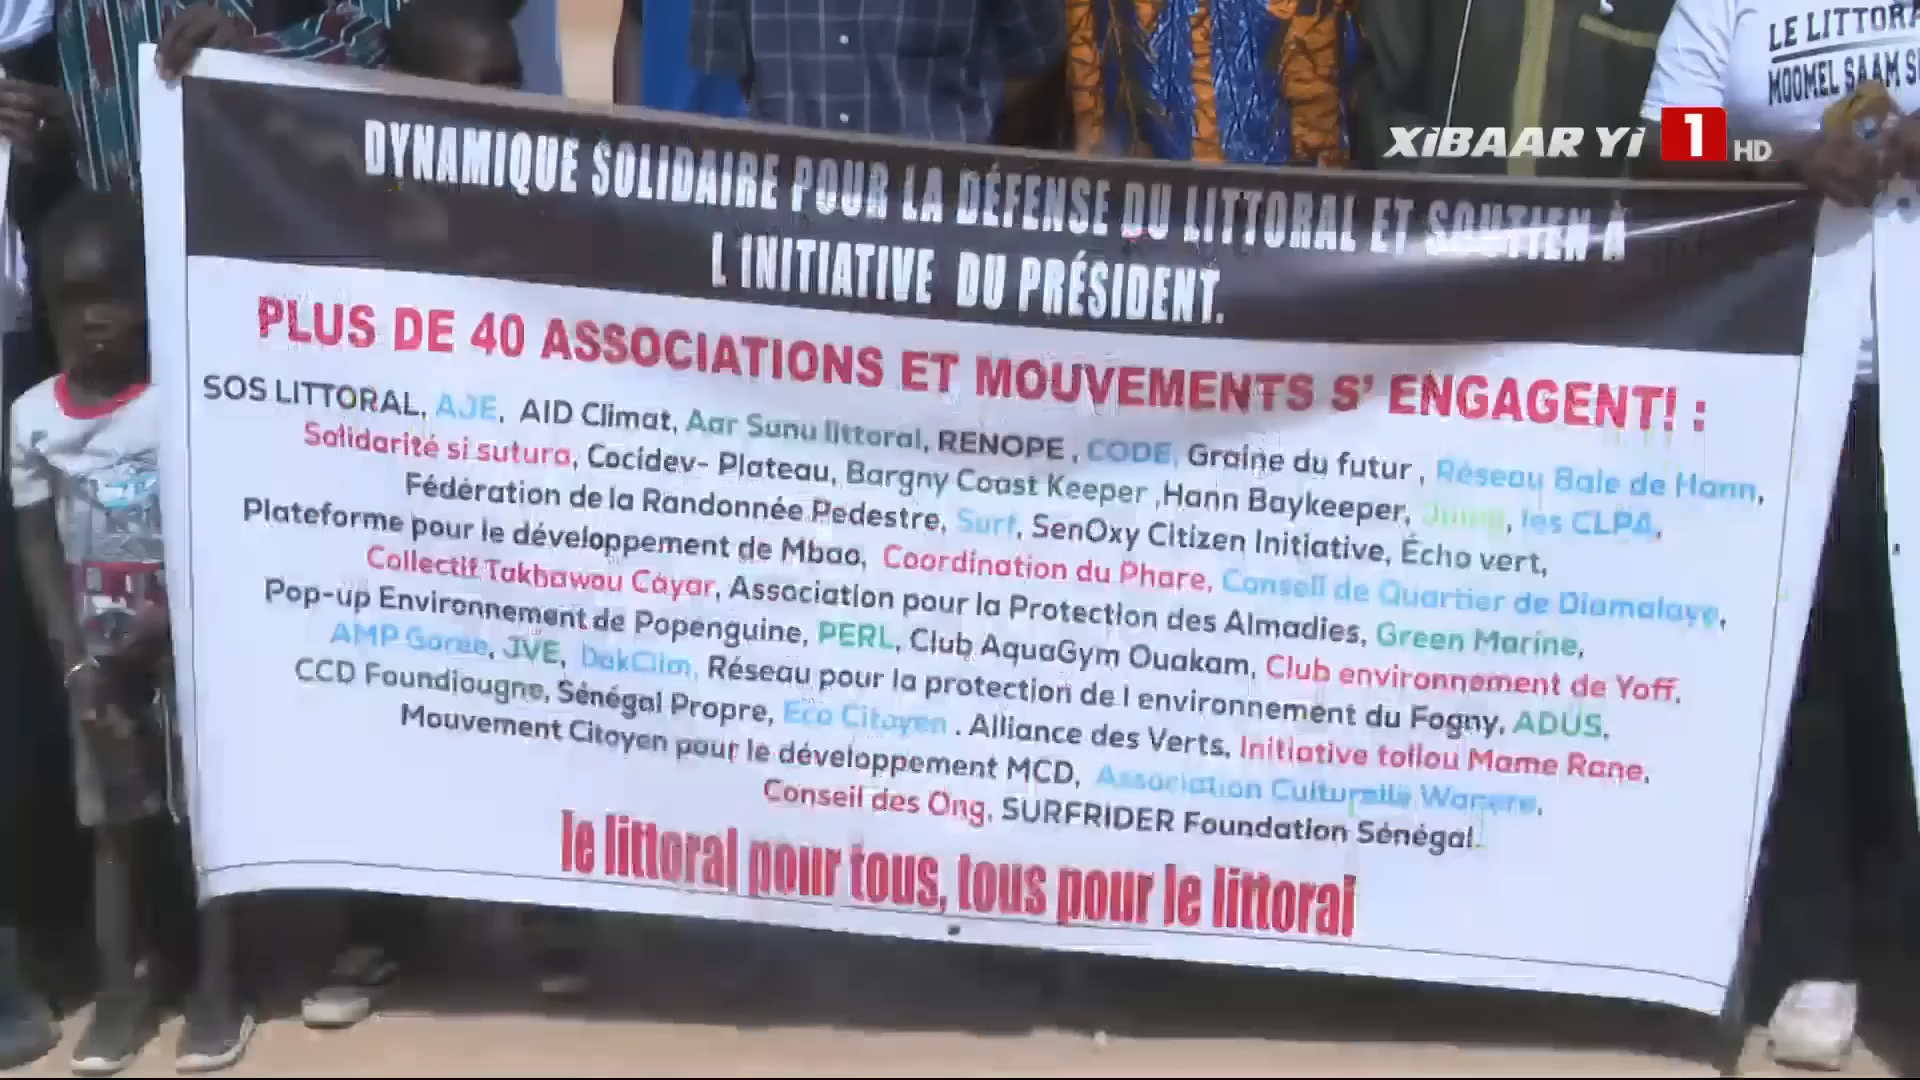 LE LITTORA
MOOMEL SAAM S
XiBAAR Yi 1 HD
DYNAMIQUE SOLIDAIRE POUR LA DÉFENSE DU LITTORAL ET SOUTIEN À
L INITIATIVE DU PRÉSIDENT.
PLUS DE 40 ASSOCIATIONS ET MOUVEMENTS S' ENGAGENT! :
SOS LITTORAL, AJE, AID Climat, Aar Sunu littoral, RENOPE , CODE, Graine du futur , Réseau Baie de Hann,
Solidarité si sutura, Cocidev- Plateau, Bargny Coast Keeper ,Hann Baykeeper, les CLPA,
Fédération de la Randonnée Pedestre, Surf, SenOxy Citizen Initiative, Écho vert,
Plateforme pour le développement de Mbao, Coordination du Phare, Conseil de Quartier de Diamalaye,
Collectif Takhawou Cayar, Association pour la Protection des Almadies, Green Marine,
Pop-up Environnement de Popenguine, PERL, Club AquaGym Ouakam, Club environnement de Yoff,
AMP Goree, JVE, DakClim, Réseau pour la protection de l environnement du Fogny, ADUS,
CCD Foundiougne, Sénégal Propre, Eco Citoyen . Alliance des Verts, Initiative tollou Mame Rane,
Mouvement Citoyen pour le développement MCD, Association Culturelle
Conseil des Ong, SURFRIDER Foundation Sénégal.
le littoral pour tous, tous pour le littoral